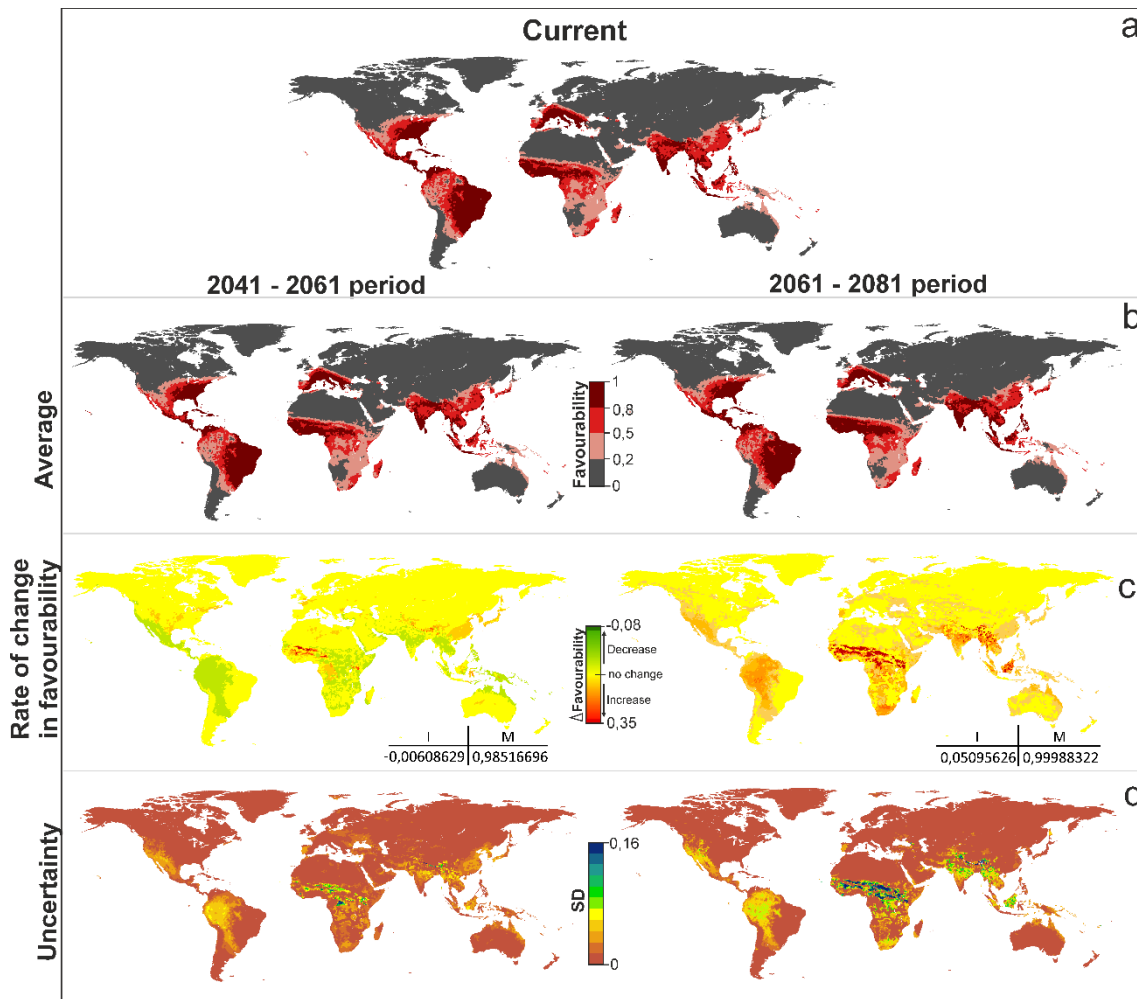 a
Current
2041 - 2061 period
2061 - 2081 period
b
Average
Favourability
1
0,8
0,5
0,2
0
c
Rate of change
in favourability
ΔFavourability
-0,08
Decrease
no change
Increase
0,35
I M
-0,00608629 0,98516696
I M
0,05095626 0,99988322
d
Uncertainty
SD
0,16
0